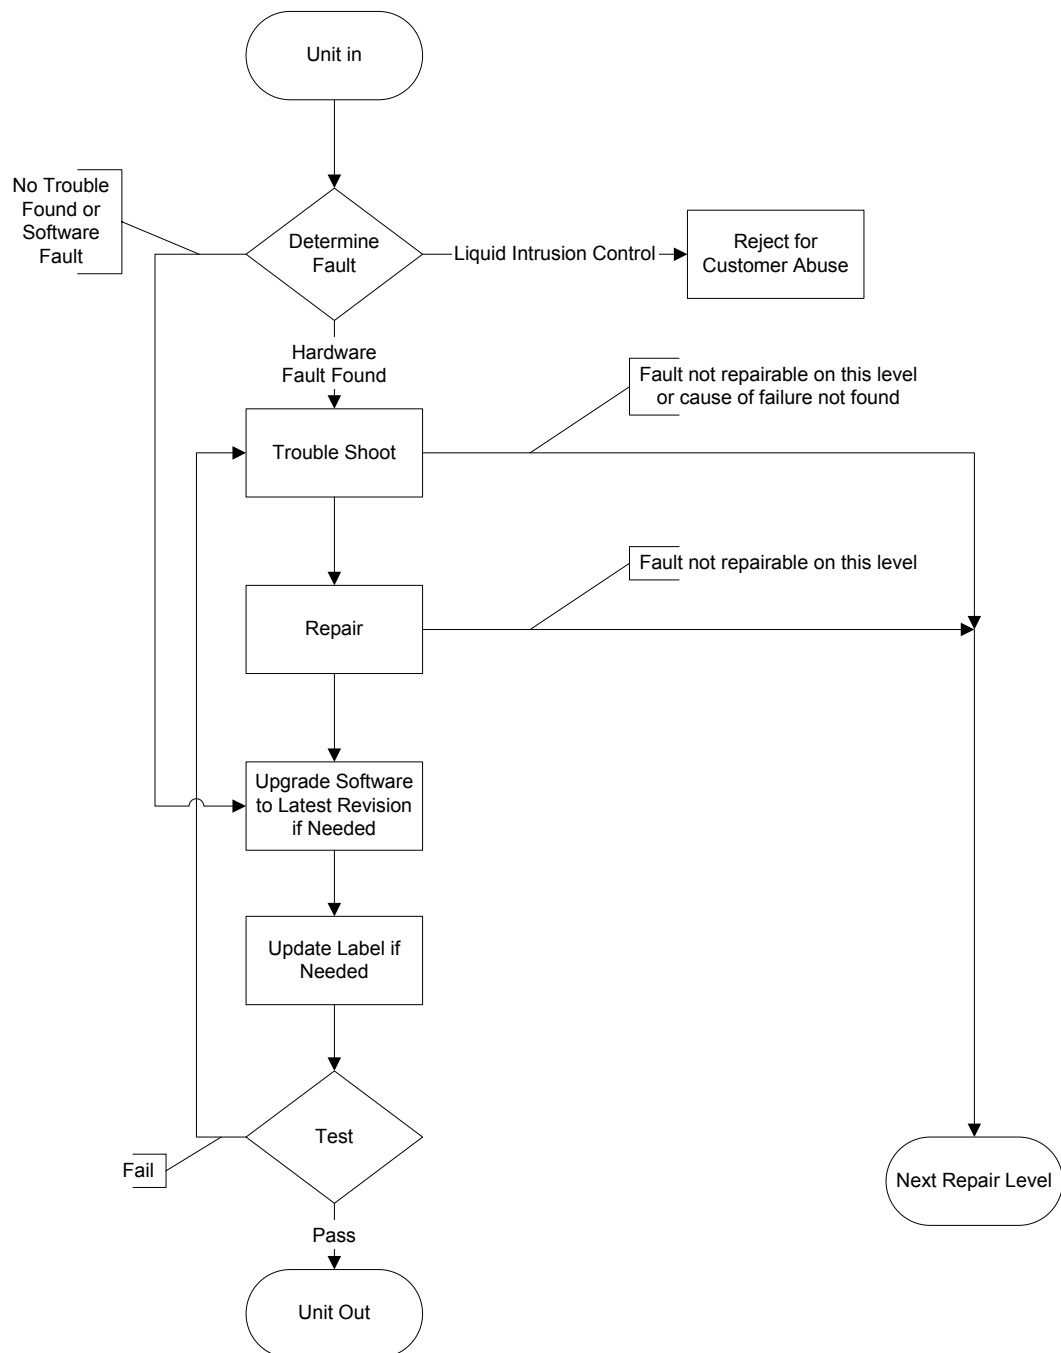 Unit in
No Trouble
Found or
Software
Fault
Determine
Fault
Liquid Intrusion Control
Reject for
Customer Abuse
Hardware
Fault Found
Fault not repairable on this level
or cause of failure not found
Trouble Shoot
Fault not repairable on this level
Repair
Upgrade Software
to Latest Revision
if Needed
Update Label if
Needed
Test
Fail
Next Repair Level
Pass
Unit Out